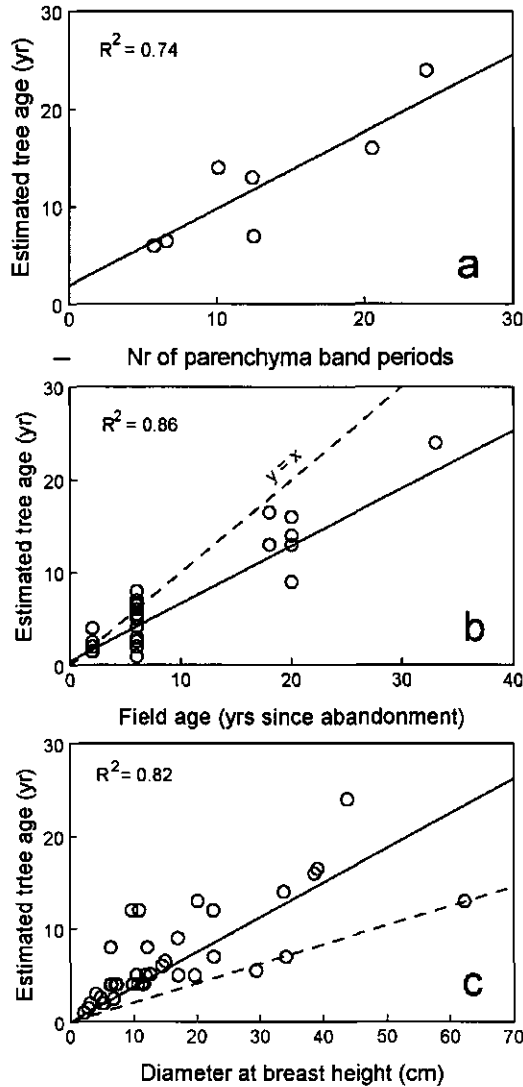 30
R² = 0.74
20
10
0
Estimated tree age (yr)
a
0 10 20 30
Nr of parenchyma band periods
30
R² = 0.86
y = x
20
10
0
Estimated tree age (yr)
b
0 10 20 30 40
Field age (yrs since abandonment)
30
R² = 0.82
20
10
0
Estimated trtee age (yr)
c
0 10 20 30 40 50 60 70
Diameter at breast height (cm)